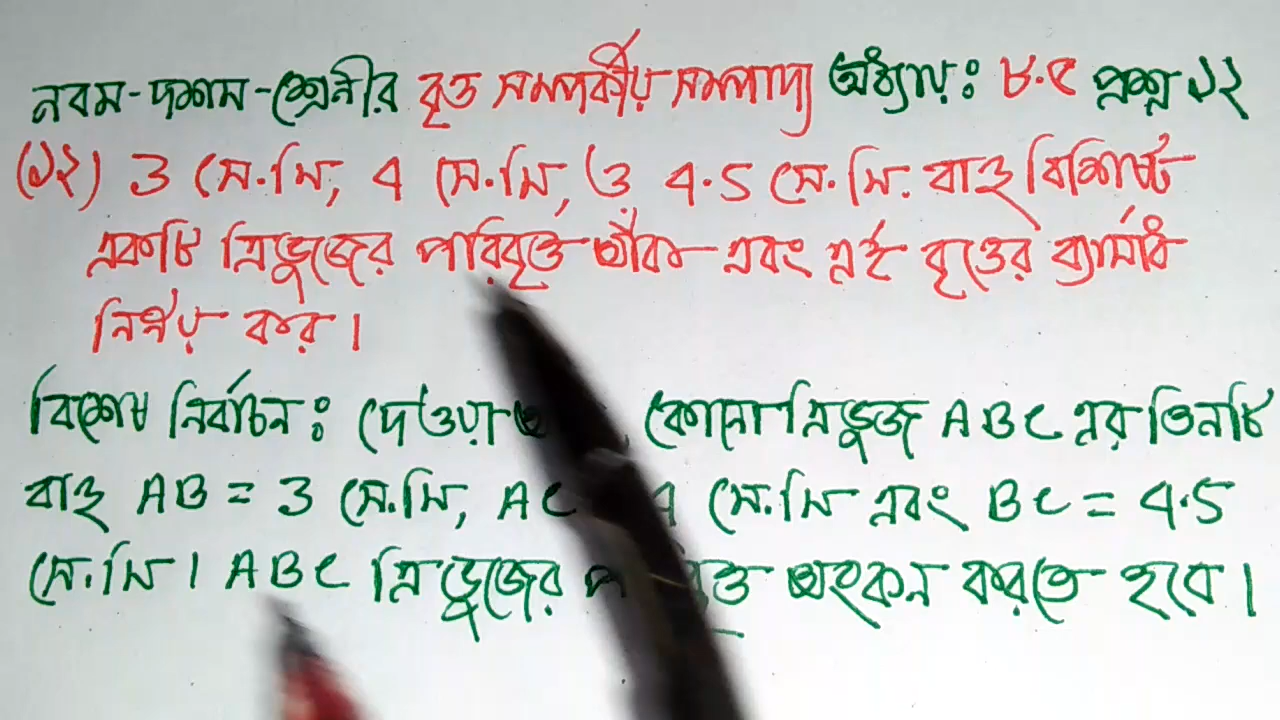 নবম-দশম-শ্রেনীর বৃত্ত সম্পর্কীয় সম্পাদ্য অধ্যায়ঃ ৮.৫ প্রশ্ন ১২
(১২) 3 সে.মি, 4 সে.মি, ও 4.5 সে.মি. বাহু বিশিষ্ট
একটি ত্রিভুজের পরিবৃত্ত আঁক এবং এই বৃত্তের ব্যাসার্ধ
নির্ণয় কর।
বিশেষ নির্বাচনঃ দেওয়া কোনো ত্রিভুজ ABC এর তিনটি
বাহু AB = 3 সে.মি, AC 4 সে.মি এবং BC = 4.5
সে.মি। ABC ত্রিভুজের অংকন করতে হবে।